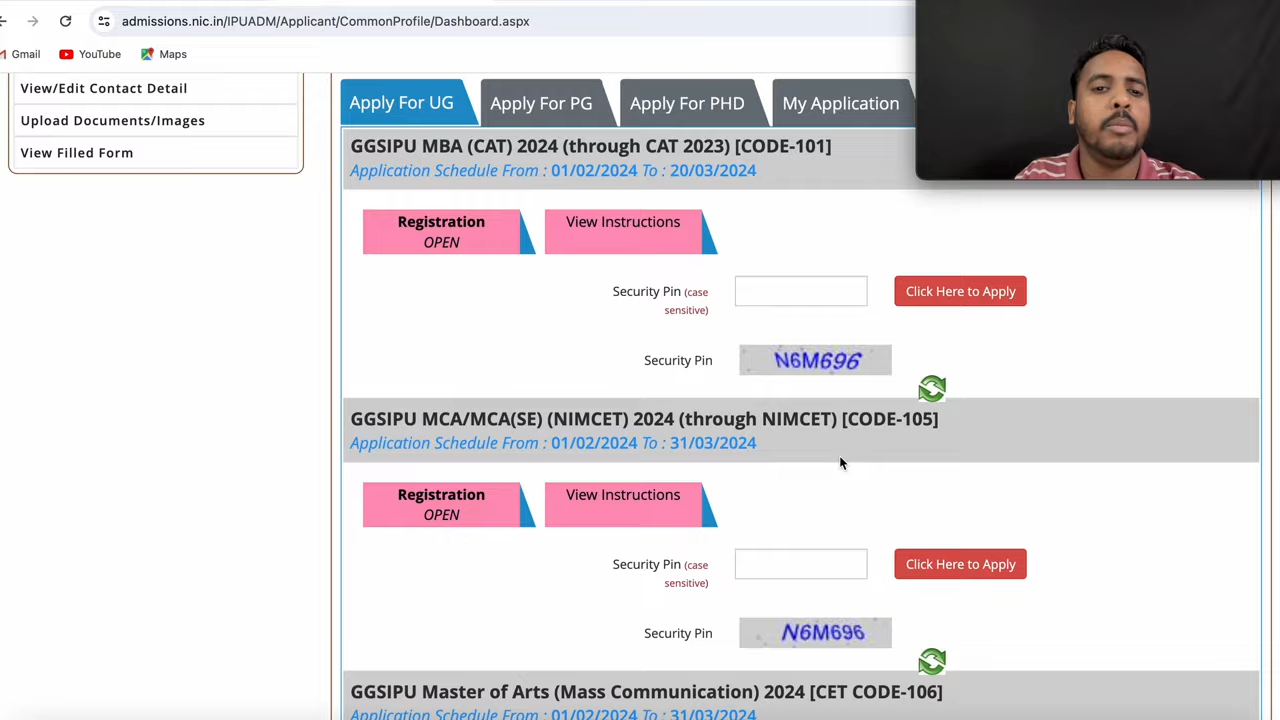 admissions.nic.in/IPUADM/Applicant/CommonProfile/Dashboard.aspx
Gmail YouTube Maps
View/Edit Contact Detail
Upload Documents/Images
View Filled Form
Apply For UG Apply For PG Apply For PHD My Application
GGSIPU MBA (CAT) 2024 (through CAT 2023) [CODE-101]
Application Schedule From : 01/02/2024 To : 20/03/2024
Registration View Instructions
OPEN
Security Pin (case Click Here to Apply
sensitive)
Security Pin N6M696
GGSIPU MCA/MCA(SE) (NIMCET) 2024 (through NIMCET) [CODE-105]
Application Schedule From : 01/02/2024 To : 31/03/2024
Registration View Instructions
OPEN
Security Pin (case Click Here to Apply
sensitive)
Security Pin N6M696
GGSIPU Master of Arts (Mass Communication) 2024 [CET CODE-106]
Application Schedule From : 01/02/2024 To : 31/03/2024